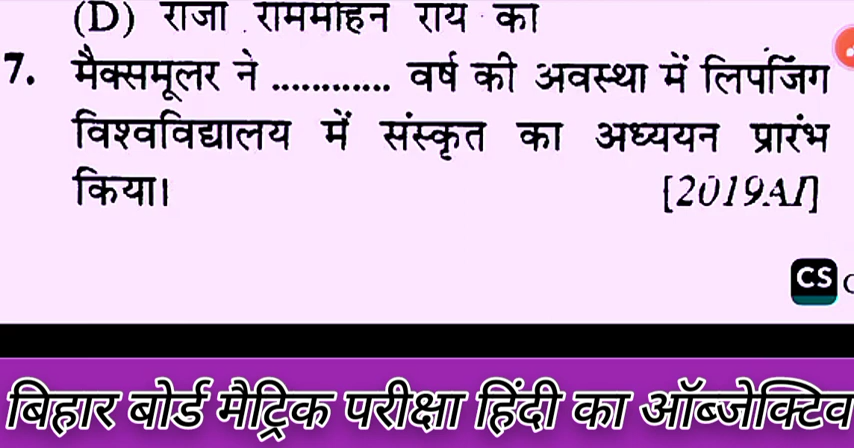 (D) राजा राममोहन राय का
7. मैक्समूलर ने ............ वर्ष की अवस्था में लिपजिंग
विश्वविद्यालय में संस्कृत का अध्ययन प्रारंभ
किया। [2019AI]
CS
बिहार बोर्ड मैट्रिक परीक्षा हिंदी का ऑब्जेक्टिव